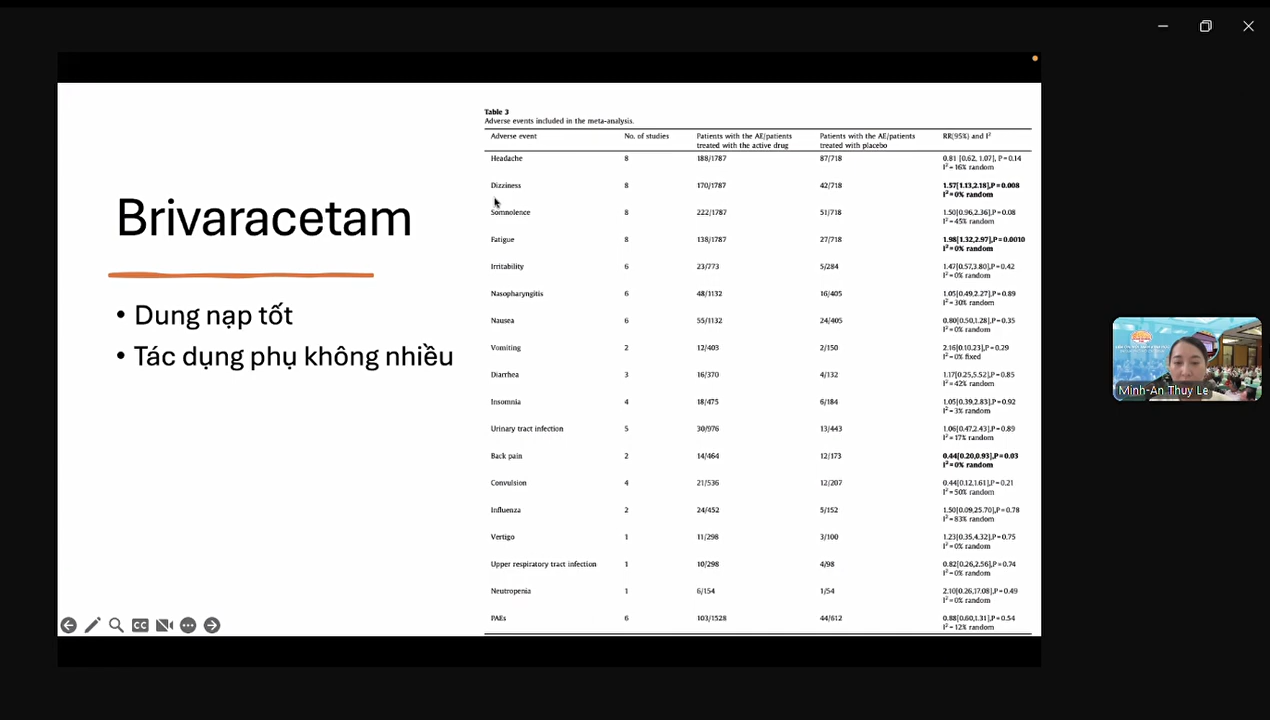 Brivaracetam
• Dung nạp tốt
• Tác dụng phụ không nhiều
Table 3
Adverse events included in the meta-analysis.
Adverse event No. of studies Patients with the AE/patients treated with the active drug Patients with the AE/patients treated with placebo RR(95%) and I²
Headache 8 188/1787 87/718 0.81 [0.62, 1.07], P=0.14
I²=16% random
Dizziness 8 170/1787 42/718 1.57[1.13,2.18],P=0.008
I²=0% random
Somnolence 8 222/1787 51/718 1.50[0.96,2.36],P=0.08
I²=45% random
Fatigue 8 138/1787 27/718 1.98[1.32,2.97],P=0.0010
I²=0% random
Irritability 6 23/773 5/284 1.47[0.57,3.80],P=0.42
I²=0% random
Nasopharyngitis 6 48/1132 16/405 1.05[0.49,2.27],P=0.89
I²=30% random
Nausea 6 55/1132 24/405 0.80[0.50,1.28],P=0.35
I²=0% random
Vomiting 2 12/403 2/150 2.16[0.10,23],P=0.29
I²=0% fixed
Diarrhea 3 16/370 4/132 1.17[0.25,5.52],P=0.85
I²=42% random
Insomnia 4 18/475 6/184 1.05[0.39,2.83],P=0.92
I²=3% random
Urinary tract infection 5 30/976 13/443 1.06[0.47,2.43],P=0.89
I²=17% random
Back pain 2 14/464 12/173 0.44[0.20,0.93],P=0.03
I²=0% random
Convulsion 4 21/536 12/207 0.44[0.12,1.61],P=0.21
I²=50% random
Influenza 2 24/452 5/152 1.50[0.09,25.70],P=0.78
I²=83% random
Vertigo 1 11/298 3/100 1.23[0.35,4.32],P=0.75
I²=0% random
Upper respiratory tract infection 1 10/298 4/98 0.82[0.26,2.56],P=0.74
I²=0% random
Neutropenia 1 6/154 1/54 2.10[0.26,17.08],P=0.49
I²=0% random
PAEs 6 103/1528 44/612 0.88[0.60,1.31],P=0.54
I²=12% random
CC
Minh-An Thuy Le